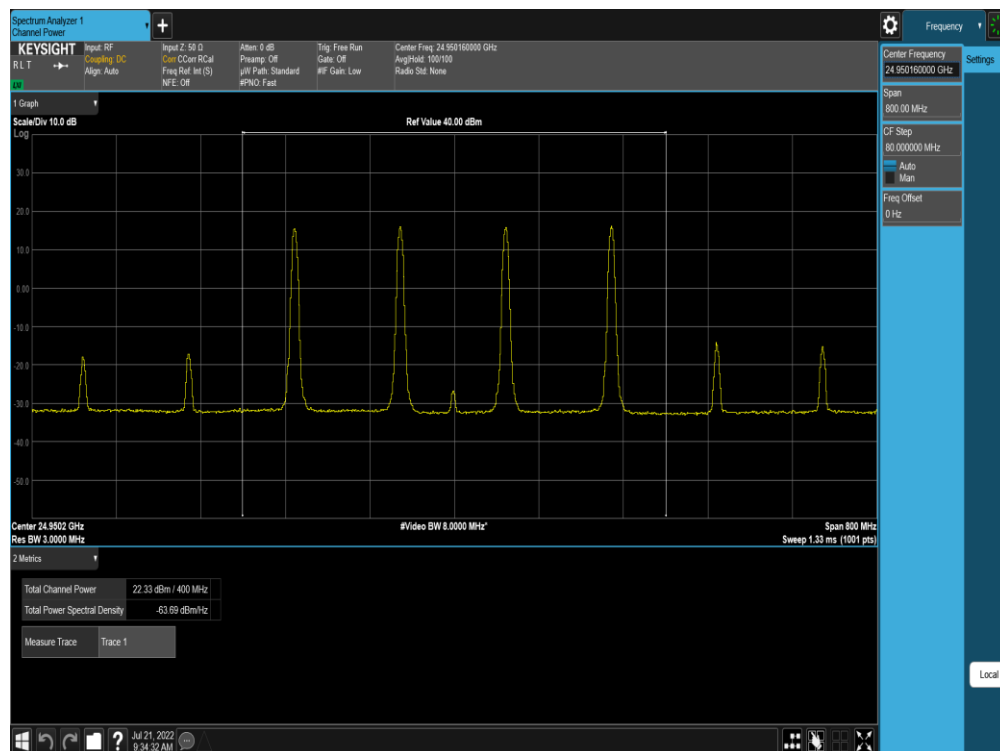 Spectrum Analyzer 1
Channel Power
+
Frequency
KEYSIGHT
RLT
Input: RF
Coupling: DC
Align: Auto
Input Z: 50 Ω
Corr CCorr RCal
Freq Ref: Int (S)
NFE: Off
Atten: 0 dB
Preamp: Off
µW Path: Standard
#PNO: Fast
Trig: Free Run
Gate: Off
#IF Gain: Low
Center Freq: 24.950160000 GHz
Avg|Hold: 100/100
Radio Std: None
Center Frequency
24.950160000 GHz
Settings
Span
800.00 MHz
CF Step
80.000000 MHz
Auto
Man
Freq Offset
0 Hz
1 Graph
Scale/Div 10.0 dB
Ref Value 40.00 dBm
Log
30.0
20.0
10.0
0.00
-10.0
-20.0
-30.0
-40.0
-50.0
Center 24.9502 GHz
#Video BW 8.0000 MHz*
Span 800 MHz
Res BW 3.0000 MHz
Sweep 1.33 ms (1001 pts)
2 Metrics
Total Channel Power 22.33 dBm / 400 MHz
Total Power Spectral Density -63.69 dBm/Hz
Measure Trace Trace 1
Local
?
Jul 21, 2022
9:34:32 AM